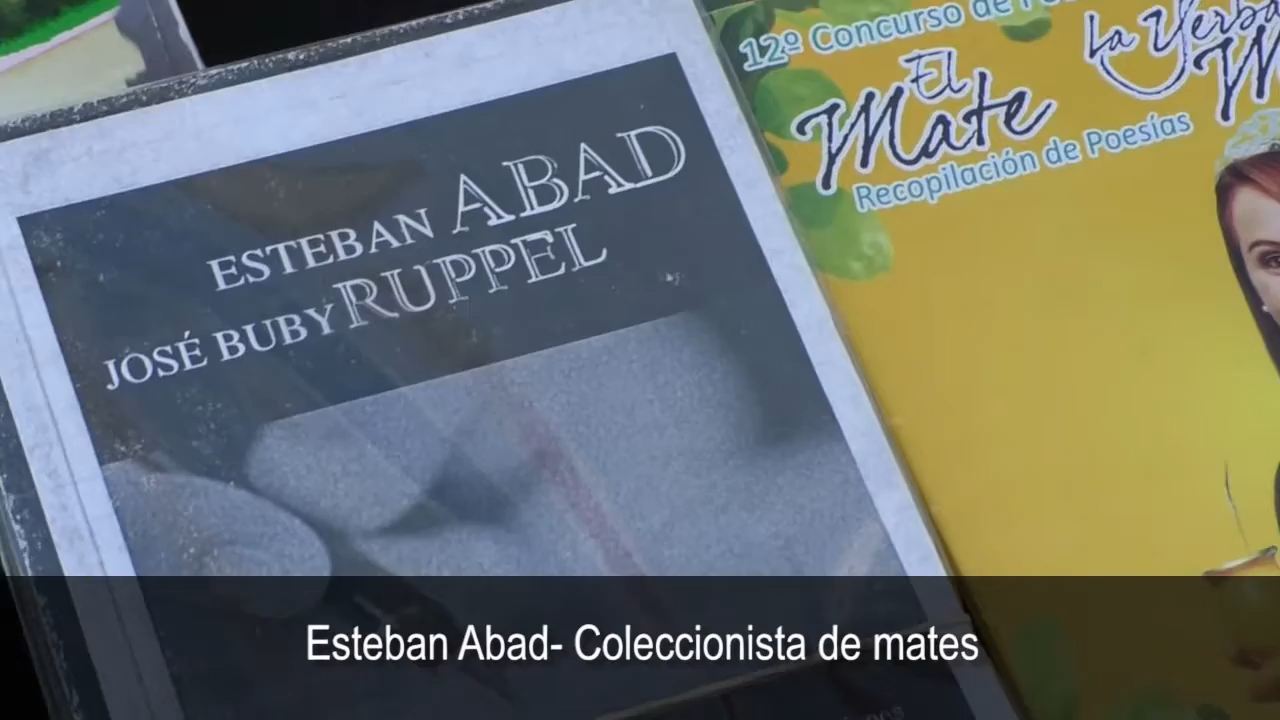 ESTEBAN ABAD
JOSÉ BUBY RUPPEL
12º Concurso de
El
Mate
La Yerba
Recopilación de Poesías
Esteban Abad- Coleccionista de mates